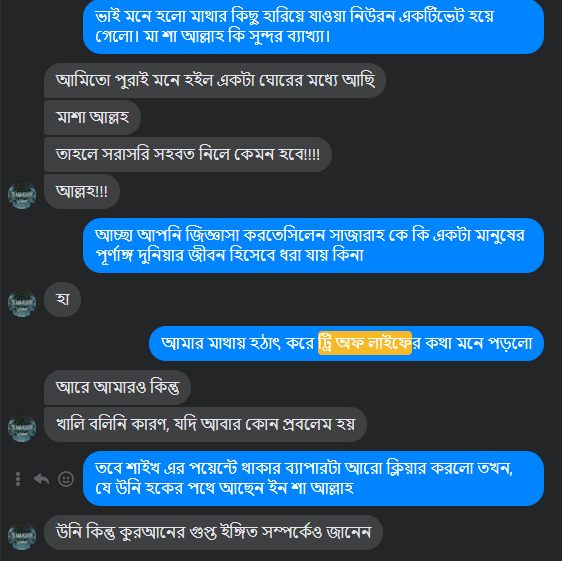 ভাই মনে হলো মাথার কিছু হারিয়ে যাওয়া নিউরন একটিভেট হয়ে
গেলো। মা শা আল্লাহ কি সুন্দর ব্যাখ্যা।
আমিতো পুরাই মনে হইল একটা ঘোরের মধ্যে আছি
মাশা আল্লহ
তাহলে সরাসরি সহবত নিলে কেমন হবে!!!!
আল্লহ!!!
আচ্ছা আপনি জিজ্ঞাসা করতেসিলেন সাজারাহ কে কি একটা মানুষের
পূর্ণাঙ্গ দুনিয়ার জীবন হিসেবে ধরা যায় কিনা
হা
আমার মাথায় হঠাৎ করে ট্রি অফ লাইফের কথা মনে পড়লো
আরে আমারও কিন্তু
খালি বলিনি কারণ, যদি আবার কোন প্রবলেম হয়
তবে শাইখ এর পয়েন্টে থাকার ব্যাপারটা আরো ক্লিয়ার করলো তখন,
যে উনি হকের পথে আছেন ইন শা আল্লাহ
উনি কিন্তু কুরআনের গুপ্ত ইঙ্গিত সম্পর্কেও জানেন